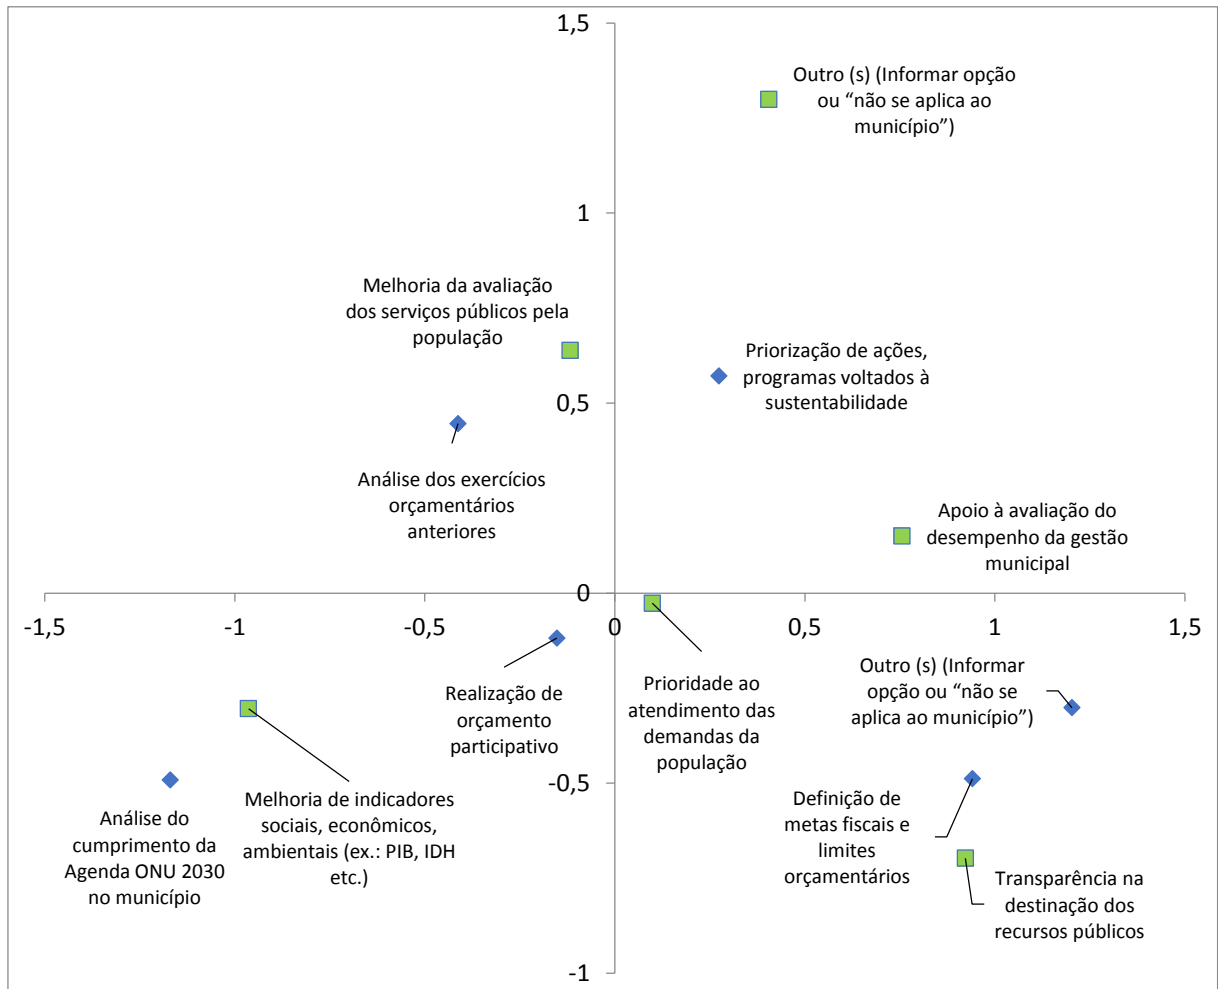 1,5
Outro (s) (Informar opção
ou “não se aplica ao
município”)
1
Melhoria da avaliação
dos serviços públicos pela
população
Priorização de ações,
programas voltados à
sustentabilidade
0,5
Análise dos exercícios
orçamentários
anteriores
Apoio à avaliação do
desempenho da gestão
municipal
0
-1,5
-1
-0,5
0
0,5
1
1,5
Realização de
orçamento
participativo
Prioridade ao
atendimento das
demandas da
população
Outro (s) (Informar
opção ou “não se
aplica ao município”)
-0,5
Análise do
cumprimento da
Agenda ONU 2030
no município
Melhoria de indicadores
sociais, econômicos,
ambientais (ex.: PIB, IDH
etc.)
Definição de
metas fiscais e
limites
orçamentários
Transparência na
destinação dos
recursos públicos
-1